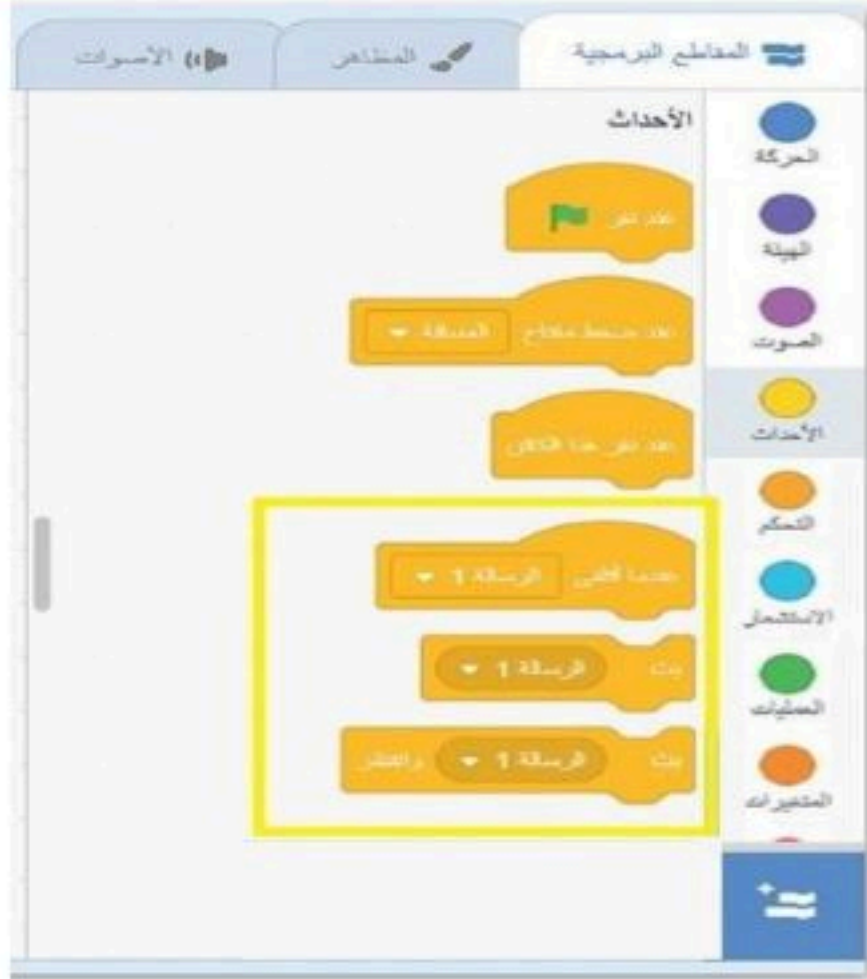 المقاطع البرمجية
المظاهر
الأصوات
الأحداث
عند نقر
عند ضغط مفتاح المسافة
عند نقر هذا الكائن
عندما أتلقى الرسالة 1
بث الرسالة 1
بث الرسالة 1 وانتظر
الحركة
الهيئة
الصوت
الأحداث
التحكم
الاستشعار
العمليات
المتغيرات